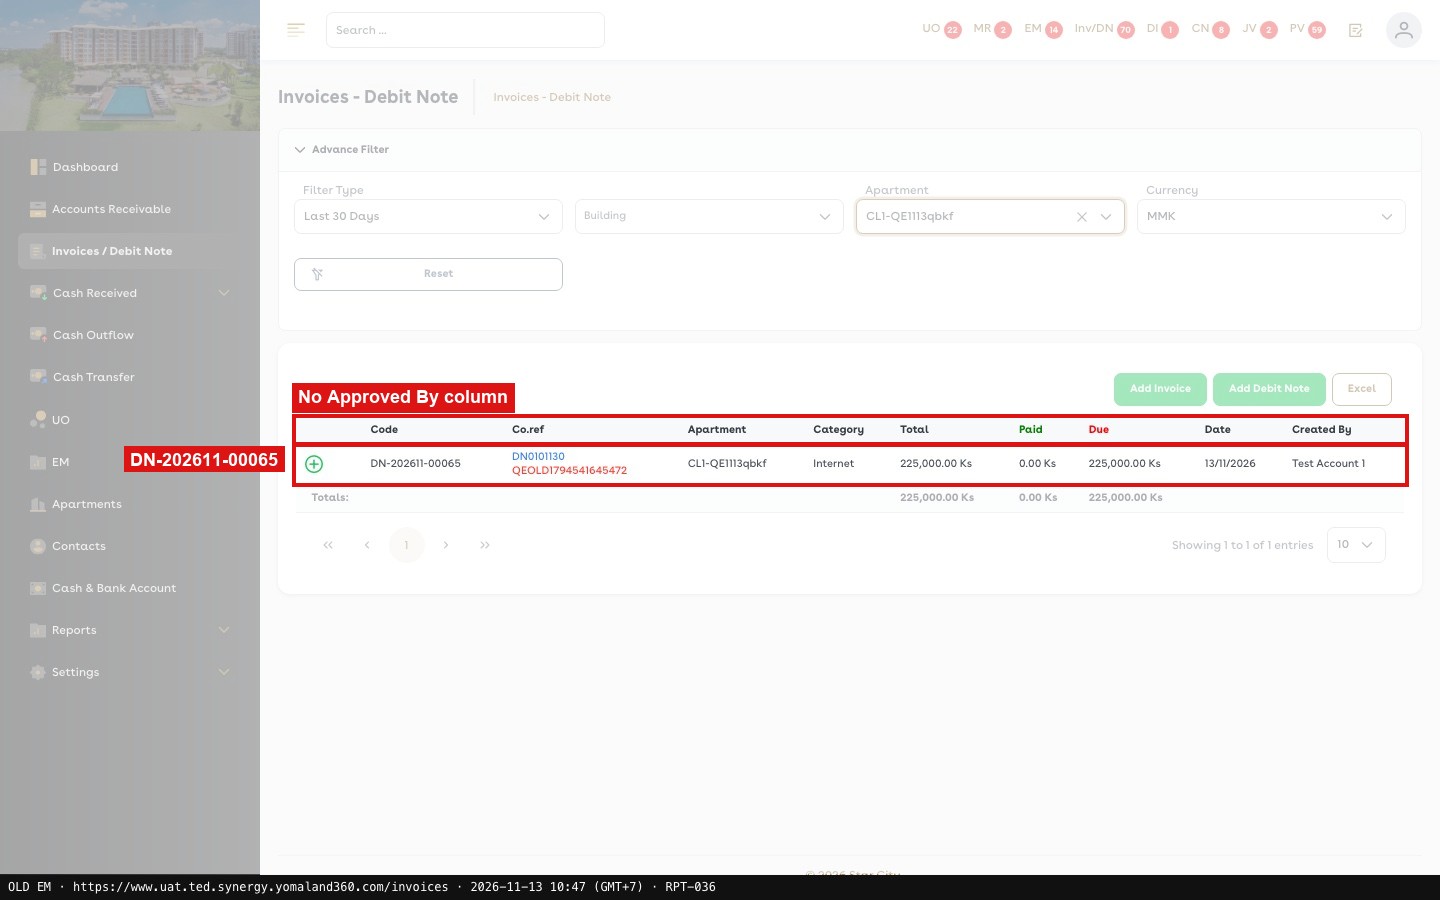 Search ...
UO 22 MR 2 EM 14 Inv/DN 70 DI 1 CN 8 JV 2 PV 59
Invoices - Debit Note
Invoices - Debit Note
Advance Filter
Filter Type
Last 30 Days
Building
Apartment
CL1-QE1113qbkf
Currency
MMK
Reset
Dashboard
Accounts Receivable
Invoices / Debit Note
Cash Received
Cash Outflow
Cash Transfer
UO
EM
Apartments
Contacts
Cash & Bank Account
Reports
Settings
Add Invoice Add Debit Note Excel
No Approved By column
Code Co.ref Apartment Category Total Paid Due Date Created By
DN-202611-00065
DN-202611-00065 DN0101130 QEOLD1794541645472 CL1-QE1113qbkf Internet 225,000.00 Ks 0.00 Ks 225,000.00 Ks 13/11/2026 Test Account 1
Totals: 225,000.00 Ks 0.00 Ks 225,000.00 Ks
« ‹ 1 › »
Showing 1 to 1 of 1 entries 10
© 2026 Star City
OLD EM · https://www.uat.ted.synergy.yomaland360.com/invoices · 2026-11-13 10:47 (GMT+7) · RPT-036